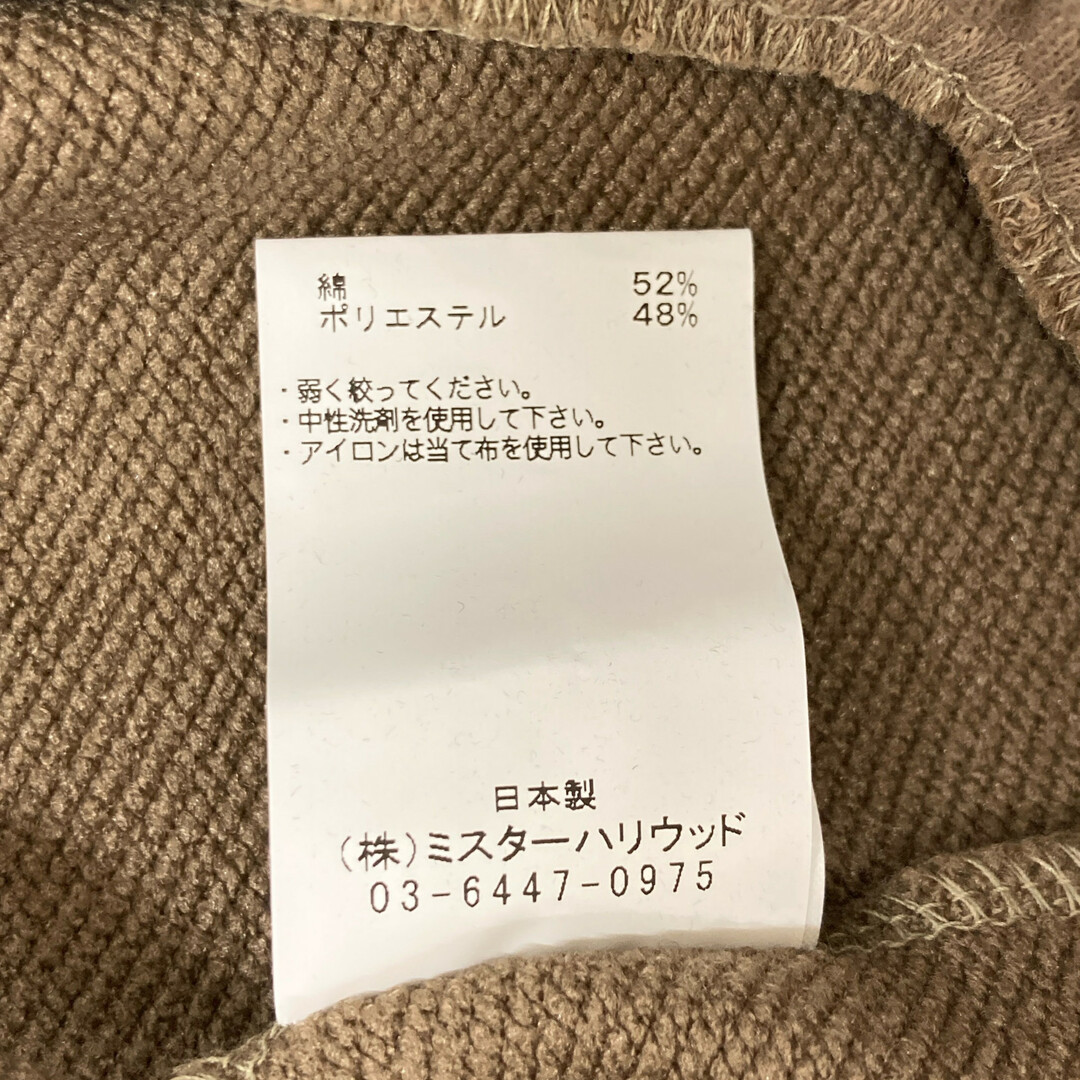 綿 52%
ポリエステル 48%
・弱く絞ってください。
・中性洗剤を使用して下さい。
・アイロンは当て布を使用して下さい。
日本製
(株)ミスターハリウッド
03-6447-0975